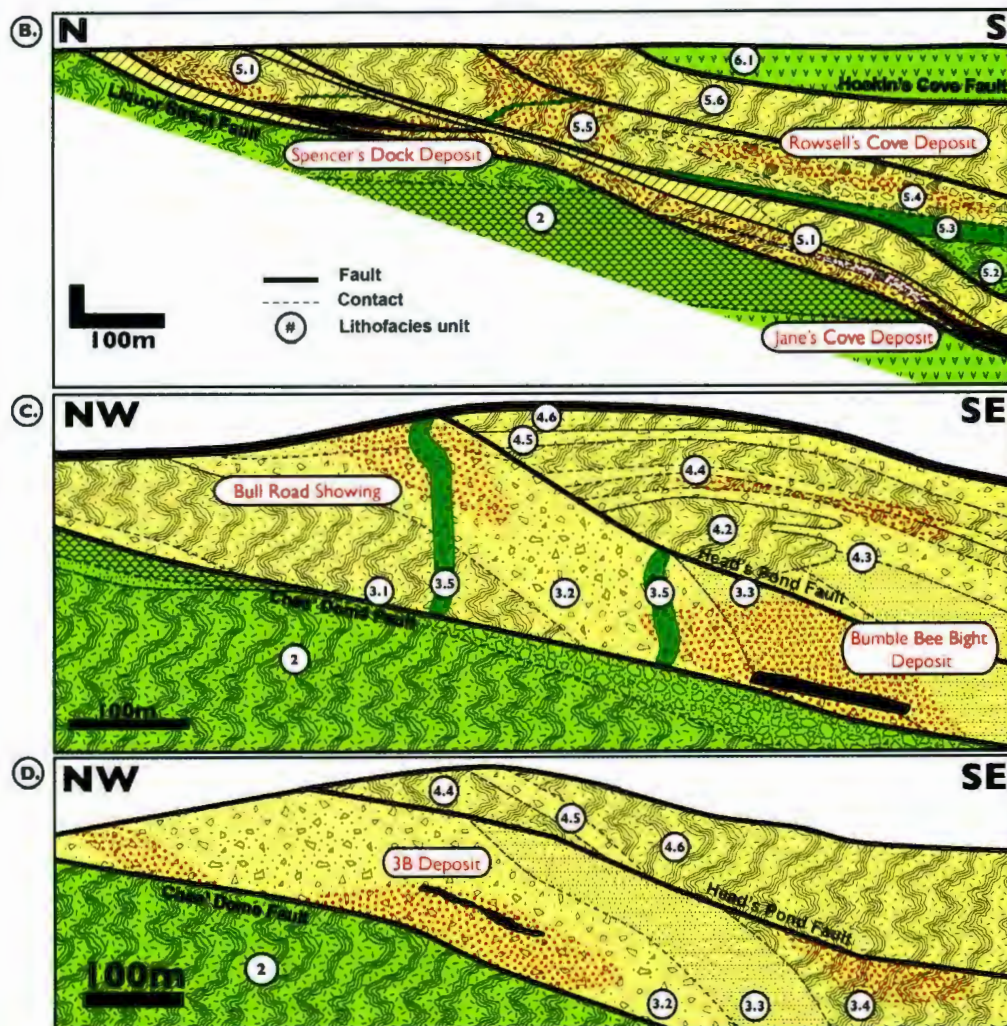 B. N S
5.1
6.1
Hoskin's Cove Fault
5.6
Liquor Street Fault
5.5
Spencer's Dock Deposit
Rowsell's Cove Deposit
5.4
2
5.3
5.1
5.2
Fault
Contact
# Lithofacies unit
100m
Jane's Cove Deposit
C. NW SE
4.6
4.5
4.4
Bull Road Showing
4.2
4.3
Head's Pond Fault
3.1
3.5
3.2
3.5
3.3
Dome Fault
2
Bumble Bee Bight
Deposit
100m
D. NW SE
4.4
4.5
4.6
3B Deposit
Head's Pond Fault
Dome Fault
2
100m
3.2
3.3
3.4